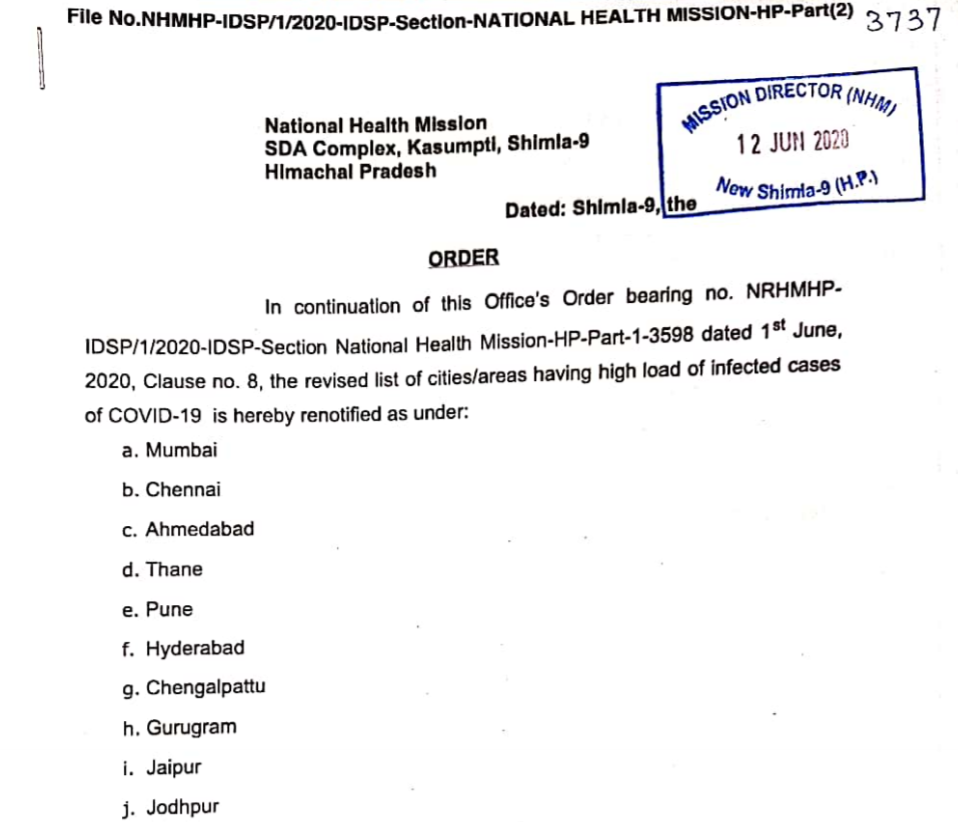 File No.NHMHP-IDSP/1/2020-IDSP-Section-NATIONAL HEALTH MISSION-HP-Part(2) 3737
MISSION DIRECTOR (NHM)
12 JUN 2020
New Shimla-9 (H.P.)
National Health Mission
SDA Complex, Kasumpti, Shimla-9
Himachal Pradesh
Dated: Shimla-9, the
ORDER
In continuation of this Office's Order bearing no. NRHMHP-
IDSP/1/2020-IDSP-Section National Health Mission-HP-Part-1-3598 dated 1st June,
2020, Clause no. 8, the revised list of cities/areas having high load of infected cases
of COVID-19 is hereby renotified as under:
a. Mumbai
b. Chennai
c. Ahmedabad
d. Thane
e. Pune
f. Hyderabad
g. Chengalpattu
h. Gurugram
i. Jaipur
j. Jodhpur